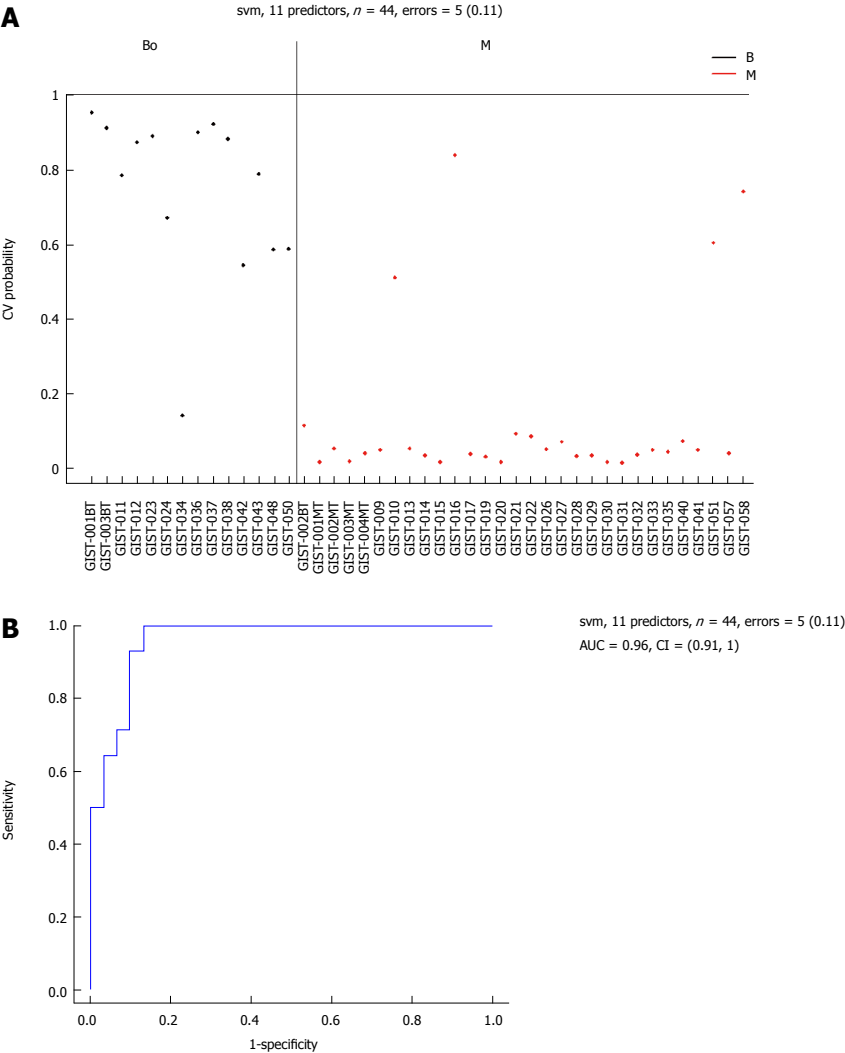 A
svm, 11 predictors, n = 44, errors = 5 (0.11)
Bo
M
B
M
1
0.8
0.6
0.4
0.2
0
CV probability
GIST-001BT
GIST-003BT
GIST-011
GIST-012
GIST-023
GIST-024
GIST-034
GIST-036
GIST-037
GIST-038
GIST-042
GIST-043
GIST-048
GIST-050
GIST-002BT
GIST-001MT
GIST-002MT
GIST-003MT
GIST-004MT
GIST-009
GIST-010
GIST-013
GIST-014
GIST-015
GIST-016
GIST-017
GIST-019
GIST-020
GIST-021
GIST-022
GIST-026
GIST-027
GIST-028
GIST-029
GIST-030
GIST-031
GIST-032
GIST-033
GIST-035
GIST-040
GIST-041
GIST-051
GIST-057
GIST-058
B
svm, 11 predictors, n = 44, errors = 5 (0.11)
AUC = 0.96, CI = (0.91, 1)
1.0
0.8
0.6
0.4
0.2
0.0
Sensitivity
0.0 0.2 0.4 0.6 0.8 1.0
1-specificity